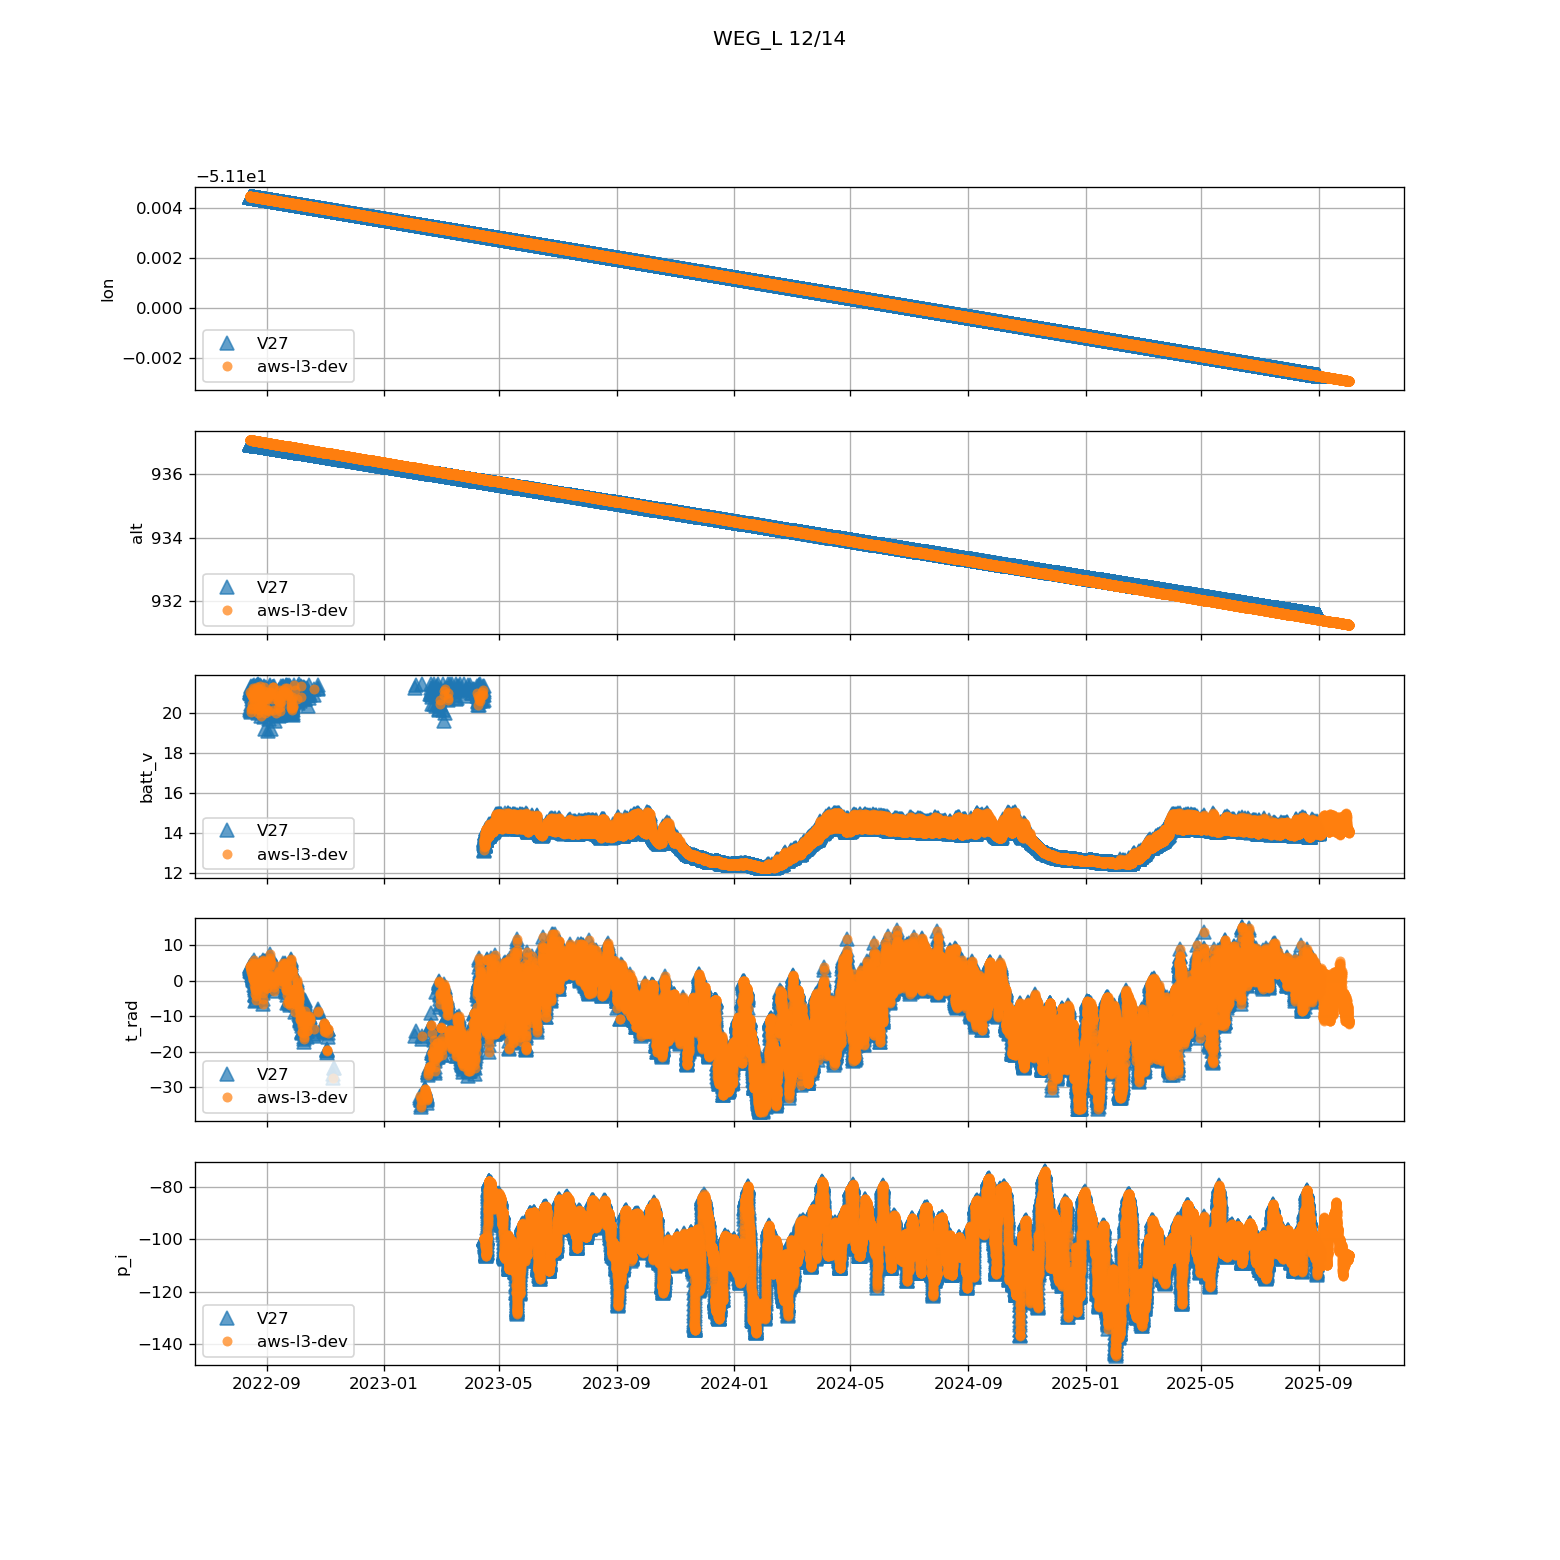 WEG_L 12/14
−5.11e1
0.004
0.002
0.000
−0.002
lon
V27
aws-l3-dev
936
934
932
alt
V27
aws-l3-dev
20
18
16
14
12
batt_v
V27
aws-l3-dev
10
0
−10
−20
−30
t_rad
V27
aws-l3-dev
−80
−100
−120
−140
p_i
V27
aws-l3-dev
2022-09 2023-01 2023-05 2023-09 2024-01 2024-05 2024-09 2025-01 2025-05 2025-09